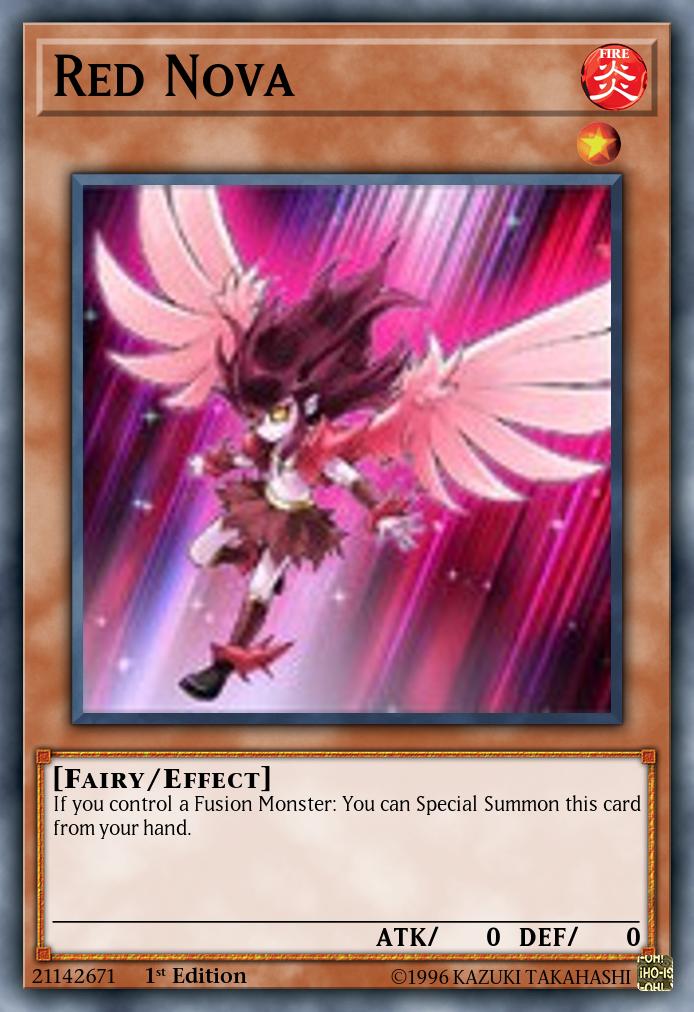 Red Nova
FIRE
炎
[Fairy/Effect]
If you control a Fusion Monster: You can Special Summon this card
from your hand.
ATK/ 0 DEF/ 0
21142671 1st Edition ©1996 KAZUKI TAKAHASHI